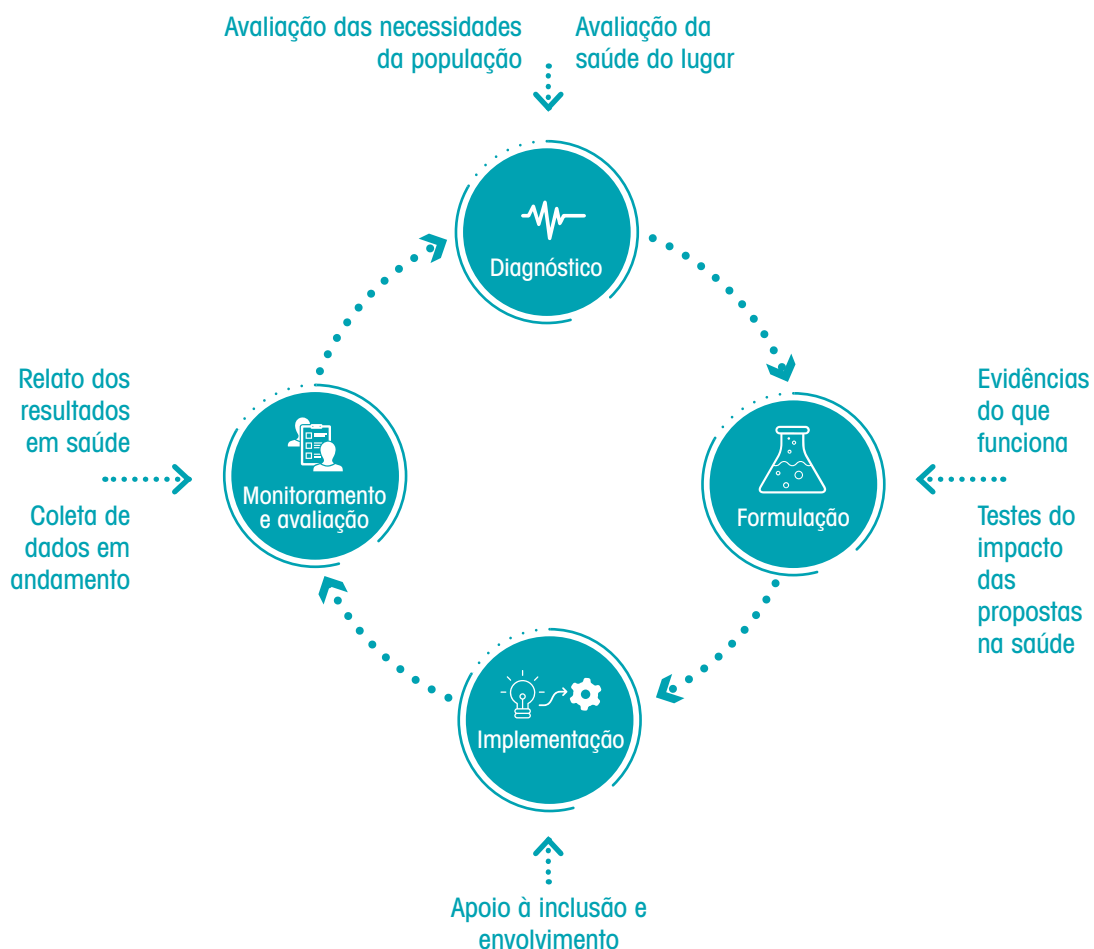 Avaliação das necessidades
da população
Avaliação da
saúde do lugar
Diagnóstico
Relato dos
resultados
em saúde
Coleta de
dados em
andamento
Monitoramento
e avaliação
Formulação
Evidências
do que
funciona
Testes do
impacto
das
propostas
na saúde
Implementação
Apoio à inclusão e
envolvimento